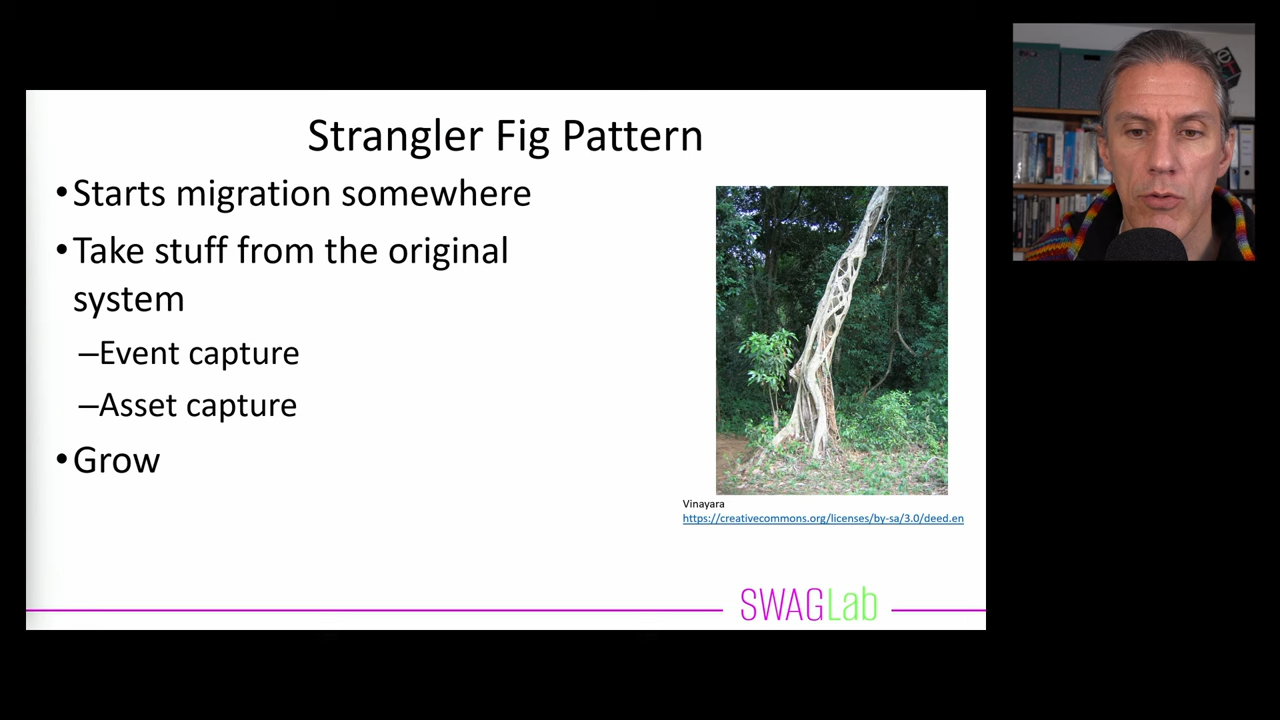 Strangler Fig Pattern
•Starts migration somewhere
•Take stuff from the original
system
–Event capture
–Asset capture
•Grow
Vinayara
https://creativecommons.org/licenses/by-sa/3.0/deed.en
SWAGLab